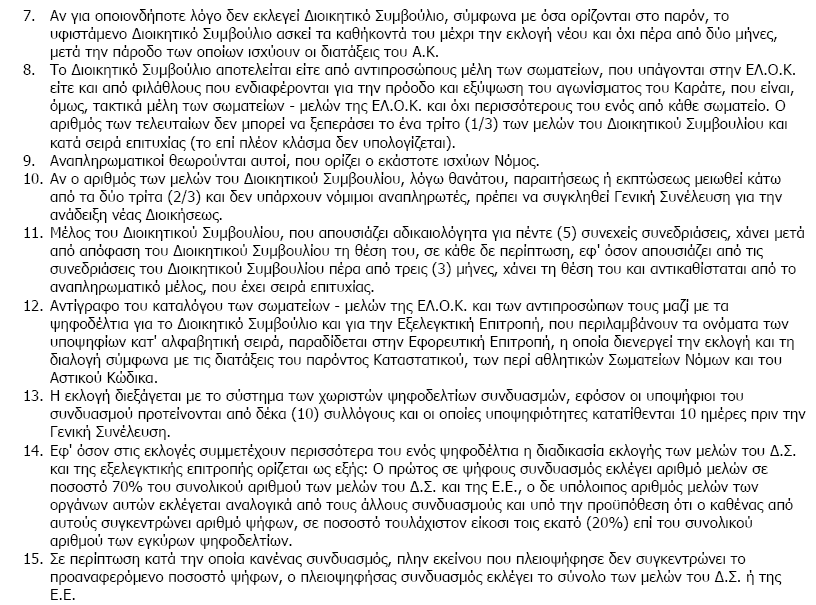 7. Αν για οποιονδήποτε λόγο δεν εκλεγεί Διοικητικό Συμβούλιο, σύμφωνα με όσα ορίζονται στο παρόν, το
υφιστάμενο Διοικητικό Συμβούλιο ασκεί τα καθήκοντά του μέχρι την εκλογή νέου και όχι πέρα από δύο μήνες,
μετά την πάροδο των οποίων ισχύουν οι διατάξεις του Α.Κ.
8. Το Διοικητικό Συμβούλιο αποτελείται είτε από αντιπροσώπους μέλη των σωματείων, που υπάγονται στην ΕΛ.Ο.Κ.
είτε και από φιλάθλους που ενδιαφέρονται για την πρόοδο και εξύψωση του αγωνίσματος του Καράτε, που είναι,
όμως, τακτικά μέλη των σωματείων - μελών της ΕΛ.Ο.Κ. και όχι περισσότερους του ενός από κάθε σωματείο. Ο
αριθμός των τελευταίων δεν μπορεί να ξεπεράσει το ένα τρίτο (1/3) των μελών του Διοικητικού Συμβουλίου και
κατά σειρά επιτυχίας (το επί πλέον κλάσμα δεν υπολογίζεται).
9. Αναπληρωματικοί θεωρούνται αυτοί, που ορίζει ο εκάστοτε ισχύων Νόμος.
10. Αν ο αριθμός των μελών του Διοικητικού Συμβουλίου, λόγω θανάτου, παραιτήσεως ή εκπτώσεως μειωθεί κάτω
από τα δύο τρίτα (2/3) και δεν υπάρχουν νόμιμοι αναπληρωτές, πρέπει να συγκληθεί Γενική Συνέλευση για την
ανάδειξη νέας Διοικήσεως.
11. Μέλος του Διοικητικού Συμβουλίου, που απουσιάζει αδικαιολόγητα για πέντε (5) συνεχείς συνεδριάσεις, χάνει μετά
από απόφαση του Διοικητικού Συμβουλίου τη θέση του, σε κάθε δε περίπτωση, εφ' όσον απουσιάζει από τις
συνεδριάσεις του Διοικητικού Συμβουλίου πέρα από τρεις (3) μήνες, χάνει τη θέση του και αντικαθίσταται από το
αναπληρωματικό μέλος, που έχει σειρά επιτυχίας.
12. Αντίγραφο του καταλόγου των σωματείων - μελών της ΕΛ.Ο.Κ. και των αντιπροσώπων τους μαζί με τα
ψηφοδέλτια για το Διοικητικό Συμβούλιο και για την Εξελεγκτική Επιτροπή, που περιλαμβάνουν τα ονόματα των
υποψηφίων κατ' αλφαβητική σειρά, παραδίδεται στην Εφορευτική Επιτροπή, η οποία διενεργεί την εκλογή και τη
διαλογή σύμφωνα με τις διατάξεις του παρόντος Καταστατικού, των περί αθλητικών Σωματείων Νόμων και του
Αστικού Κώδικα.
13. Η εκλογή διεξάγεται με το σύστημα των χωριστών ψηφοδελτίων συνδυασμών, εφόσον οι υποψήφιοι του
συνδυασμού προτείνονται από δέκα (10) συλλόγους και οι οποίες υποψηφιότητες κατατίθενται 10 ημέρες πριν την
Γενική Συνέλευση.
14. Εφ' όσον στις εκλογές συμμετέχουν περισσότερα του ενός ψηφοδέλτια η διαδικασία εκλογής των μελών του Δ.Σ.
και της εξελεγκτικής επιτροπής ορίζεται ως εξής: Ο πρώτος σε ψήφους συνδυασμός εκλέγει αριθμό μελών σε
ποσοστό 70% του συνολικού αριθμού των μελών του Δ.Σ. και της Ε.Ε., ο δε υπόλοιπος αριθμός μελών των
οργάνων αυτών εκλέγεται αναλογικά από τους άλλους συνδυασμούς και υπό την προϋπόθεση ότι ο καθένας από
αυτούς συγκεντρώνει αριθμό ψήφων, σε ποσοστό τουλάχιστον είκοσι τοις εκατό (20%) επί του συνολικού
αριθμού των εγκύρων ψηφοδελτίων.
15. Σε περίπτωση κατά την οποία κανένας συνδυασμός, πλην εκείνου που πλειοψήφησε δεν συγκεντρώνει το
προαναφερόμενο ποσοστό ψήφων, ο πλειοψηφήσας συνδυασμός εκλέγει το σύνολο των μελών του Δ.Σ. ή της
Ε.Ε.